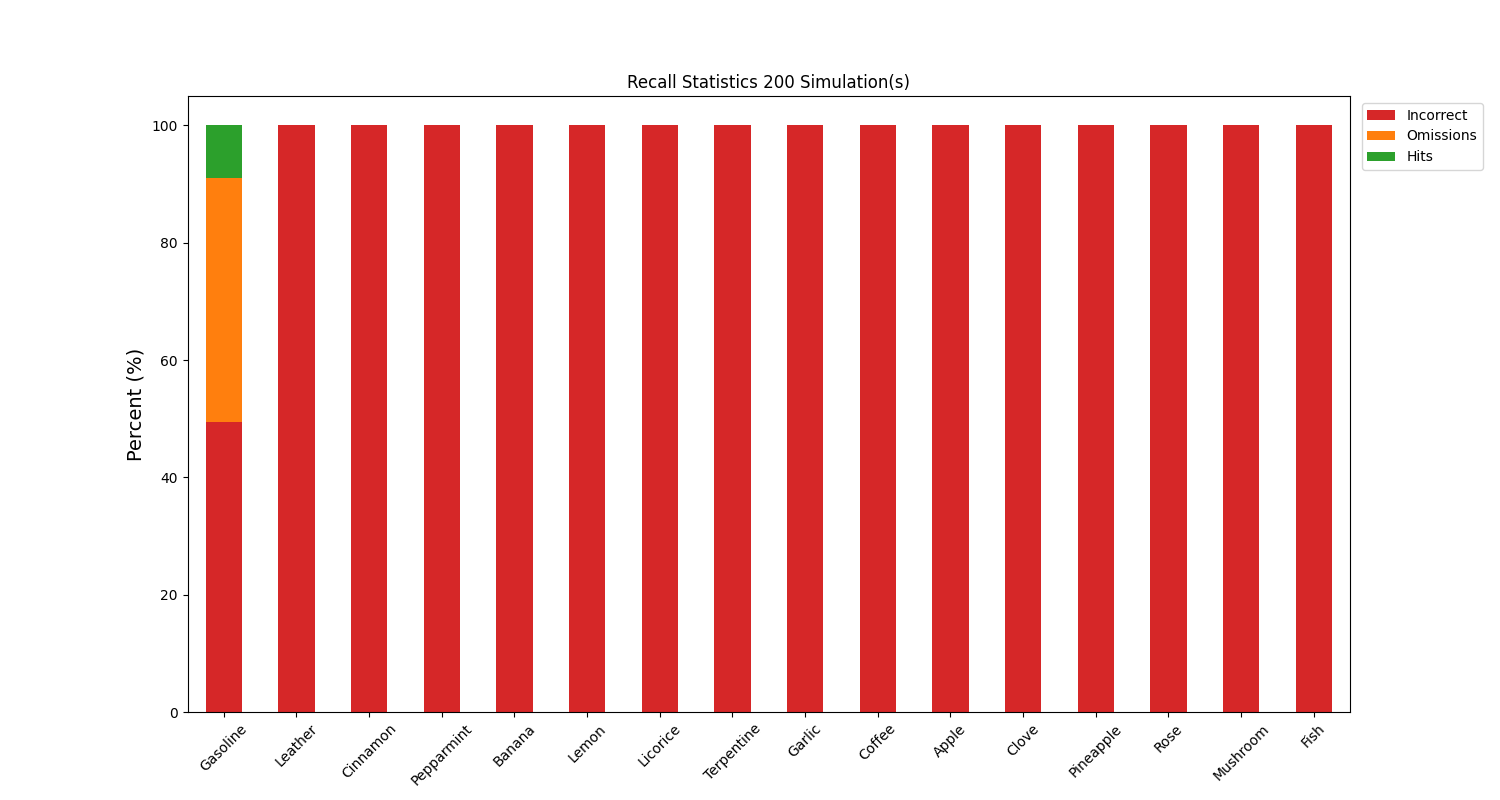 Recall Statistics 200 Simulation(s)
Incorrect
Omissions
Hits
Percent (%)
100
80
60
40
20
0
Gasoline
Leather
Cinnamon
Pepparmint
Banana
Lemon
Licorice
Terpentine
Garlic
Coffee
Apple
Clove
Pineapple
Rose
Mushroom
Fish